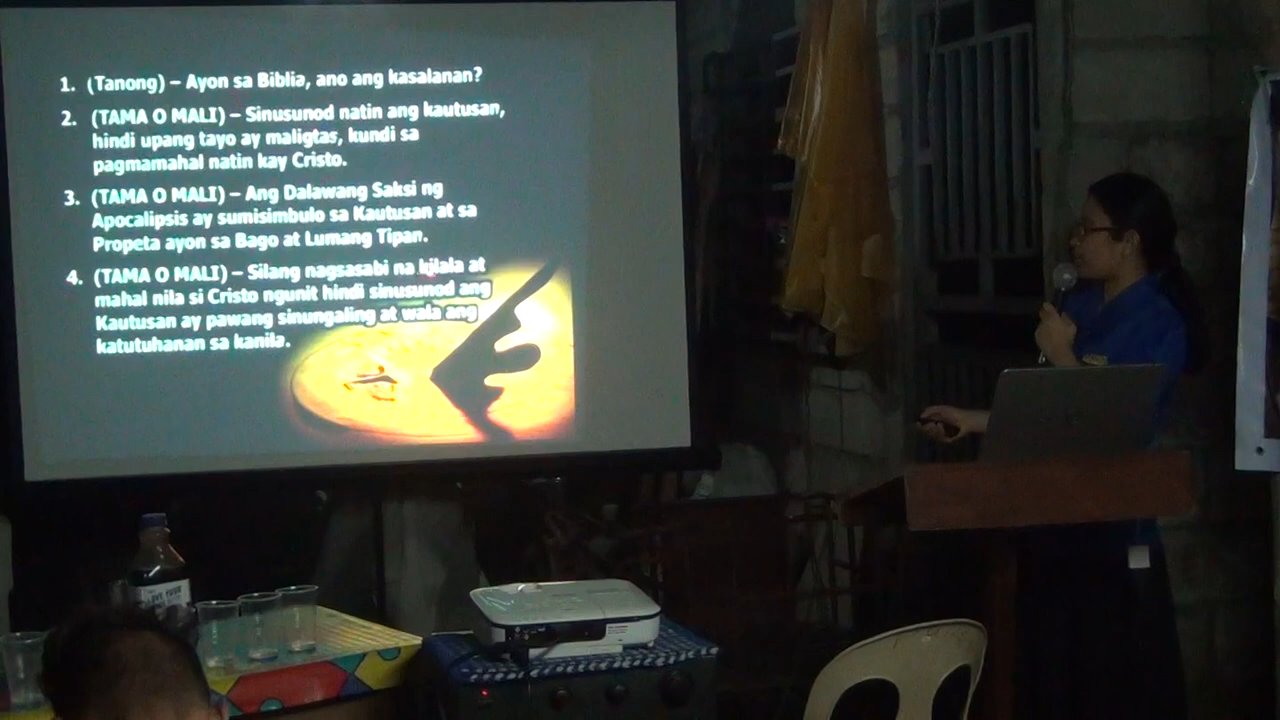 1. (Tanong) – Ayon sa Biblia, ano ang kasalanan?
2. (TAMA O MALI) – Sinusunod natin ang kautusan,
hindi upang tayo ay maligtas, kundi sa
pagmamahal natin kay Cristo.
3. (TAMA O MALI) – Ang Dalawang Saksi ng
Apocalipsis ay sumisimbulo sa Kautusan at sa
Propeta ayon sa Bago at Lumang Tipan.
4. (TAMA O MALI) – Silang nagsasabi na kilala at
mahal nila si Cristo ngunit hindi sinusunod ang
Kautusan ay pawang sinungaling at wala ang
katutuhanan sa kanila.